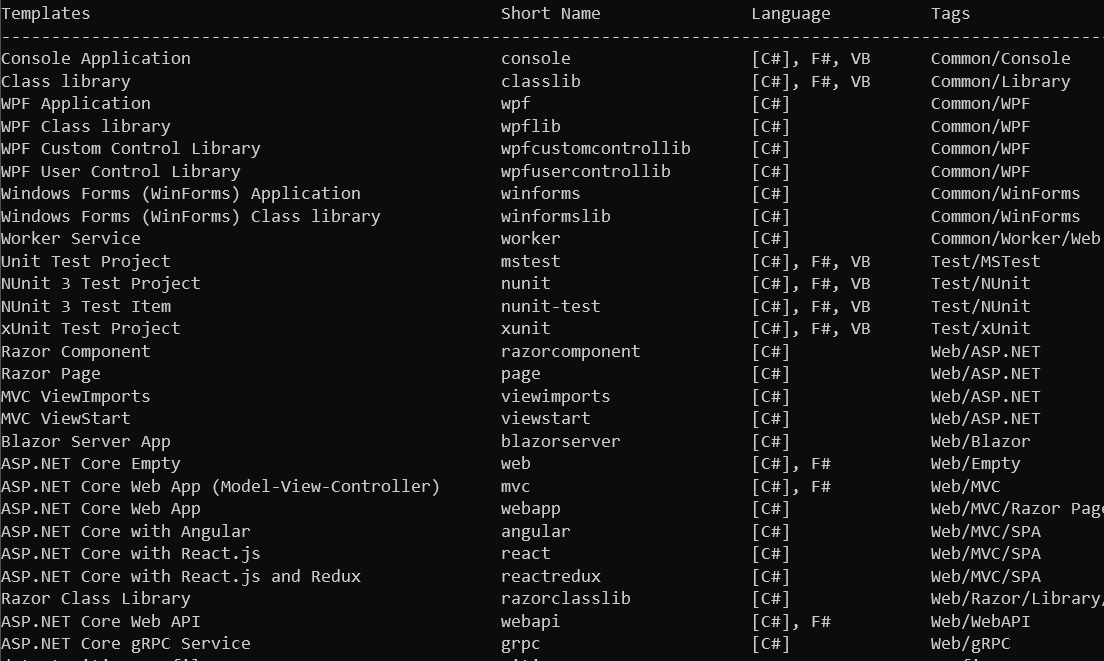 Templates Short Name Language Tags
--------------------------------------------------------------------------------------------------------------
Console Application console [C#], F#, VB Common/Console
Class library classlib [C#], F#, VB Common/Library
WPF Application wpf [C#] Common/WPF
WPF Class library wpflib [C#] Common/WPF
WPF Custom Control Library wpfcustomcontrollib [C#] Common/WPF
WPF User Control Library wpfusercontrollib [C#] Common/WPF
Windows Forms (WinForms) Application winforms [C#] Common/WinForms
Windows Forms (WinForms) Class library winformslib [C#] Common/WinForms
Worker Service worker [C#] Common/Worker/Web
Unit Test Project mstest [C#], F#, VB Test/MSTest
NUnit 3 Test Project nunit [C#], F#, VB Test/NUnit
NUnit 3 Test Item nunit-test [C#], F#, VB Test/NUnit
xUnit Test Project xunit [C#], F#, VB Test/xUnit
Razor Component razorcomponent [C#] Web/ASP.NET
Razor Page page [C#] Web/ASP.NET
MVC ViewImports viewimports [C#] Web/ASP.NET
MVC ViewStart viewstart [C#] Web/ASP.NET
Blazor Server App blazorserver [C#] Web/Blazor
ASP.NET Core Empty web [C#], F# Web/Empty
ASP.NET Core Web App (Model-View-Controller) mvc [C#], F# Web/MVC
ASP.NET Core Web App webapp [C#] Web/MVC/Razor Page
ASP.NET Core with Angular angular [C#] Web/MVC/SPA
ASP.NET Core with React.js react [C#] Web/MVC/SPA
ASP.NET Core with React.js and Redux reactredux [C#] Web/MVC/SPA
Razor Class Library razorclasslib [C#] Web/Razor/Library/
ASP.NET Core Web API webapi [C#], F# Web/WebAPI
ASP.NET Core gRPC Service grpc [C#] Web/gRPC